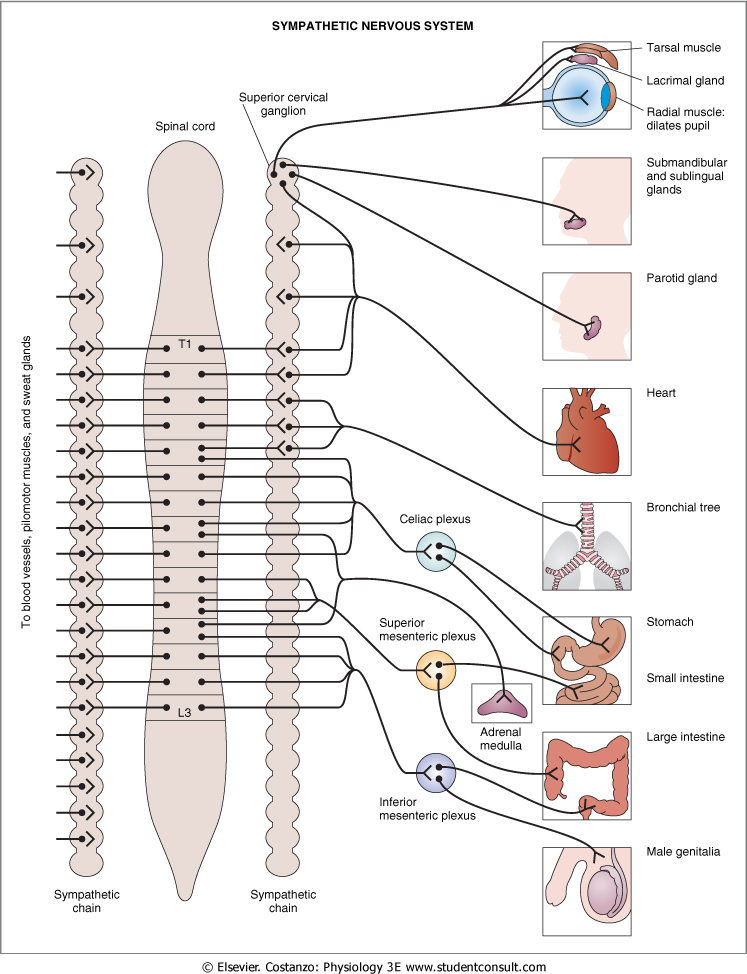 SYMPATHETIC NERVOUS SYSTEM
Tarsal muscle
Lacrimal gland
Radial muscle:
dilates pupil
Superior cervical
ganglion
Spinal cord
Submandibular
and sublingual
glands
Parotid gland
T1
To blood vessels, pilomotor muscles, and sweat glands
Heart
Bronchial tree
Celiac plexus
Stomach
Superior
mesenteric plexus
Small intestine
L3
Adrenal
medulla
Large intestine
Inferior
mesenteric plexus
Male genitalia
Sympathetic
chain
Sympathetic
chain
© Elsevier. Costanzo: Physiology 3E www.studentconsult.com